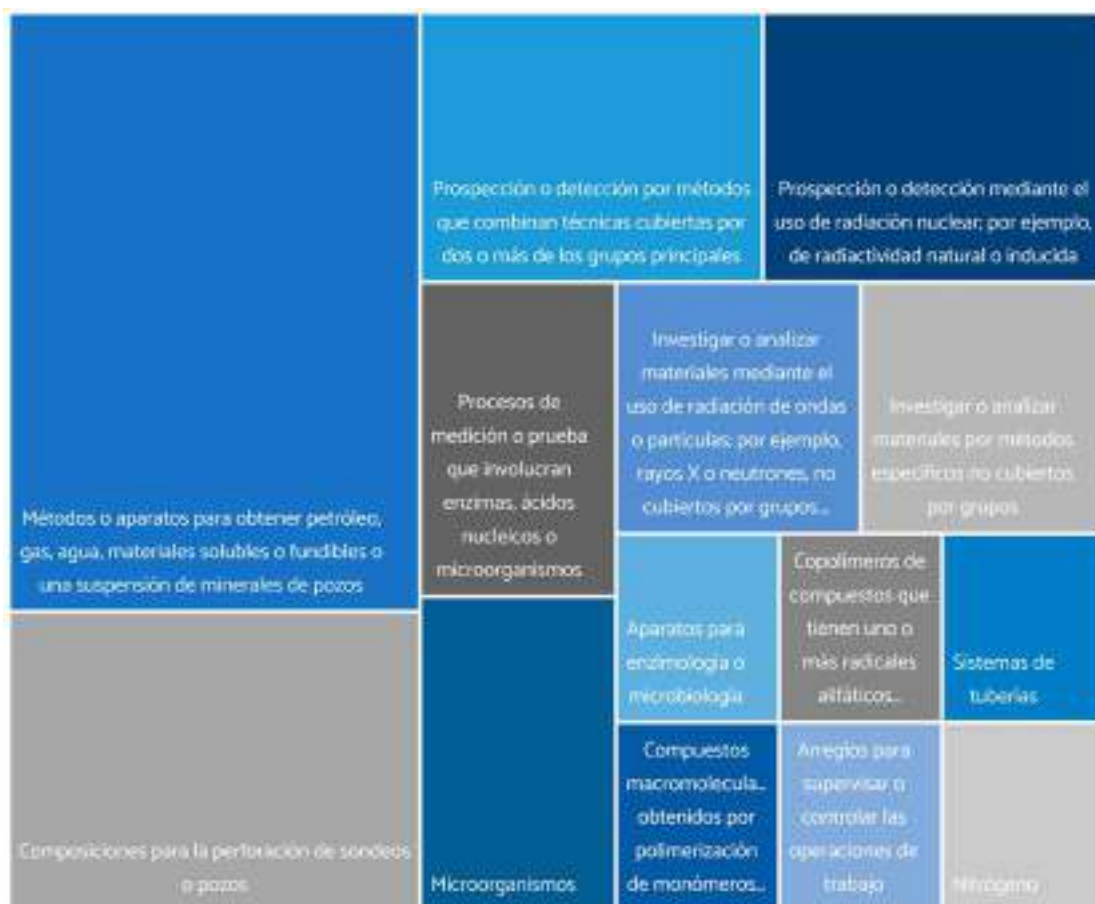 Métodos o aparatos para obtener petróleo,
gas, agua, materiales solubles o fundibles o
una suspensión de minerales de pozos
Composiciones para la perforación de sondeos
o pozos
Prospección o detección por métodos
que combinan técnicas cubiertas por
dos o más de los grupos principales
Prospección o detección mediante el
uso de radiación nuclear; por ejemplo,
de radiactividad natural o inducida
Procesos de
medición o prueba
que involucran
enzimas, ácidos
nucleicos o
microorganismos
Investigar o analizar
materiales mediante el
uso de radiación de ondas
o partículas; por ejemplo,
rayos X o neutrones, no
cubiertos por grupos...
Investigar o analizar
materiales por métodos
específicos no cubiertos
por grupos
Microorganismos
Aparatos para
enzimología o
microbiología
Copolímeros de
compuestos que
tienen uno o
más radicales
alifáticos...
Sistemas de
tuberías
Compuestos
macromolecula...
obtenidos por
polimerización
de monómeros...
Arreglos para
supervisar o
controlar las
operaciones de
trabajo
Nitrógeno